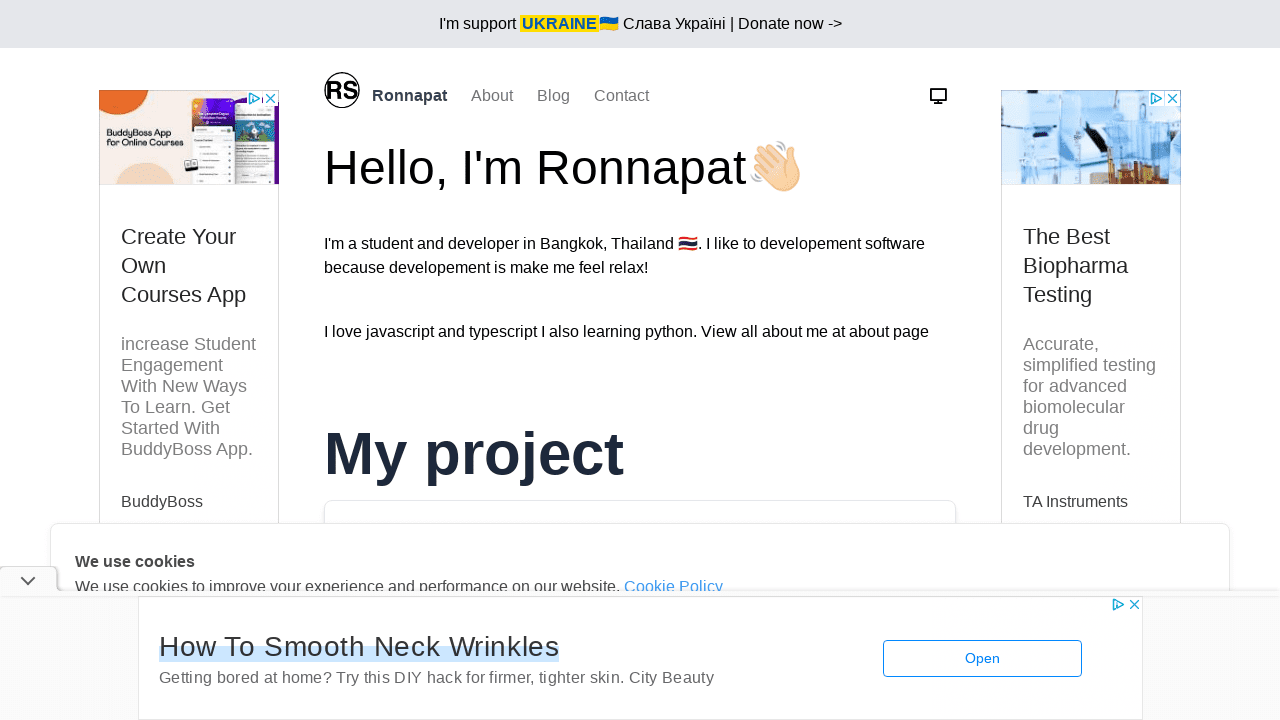 I'm support UKRAINE🇺🇦 Слава Україні | Donate now ->
RS
Ronnapat
About
Blog
Contact
Hello, I'm Ronnapat👋🏻
I'm a student and developer in Bangkok, Thailand 🇹🇭. I like to developement software
because developement is make me feel relax!
I love javascript and typescript I also learning python. View all about me at about page
My project
BuddyBoss App
for Online Courses
Create Your
Own
Courses App
increase Student
Engagement
With New Ways
To Learn. Get
Started With
BuddyBoss App.
BuddyBoss
The Best
Biopharma
Testing
Accurate,
simplified testing
for advanced
biomolecular
drug
development.
TA Instruments
We use cookies
We use cookies to improve your experience and performance on our website. Cookie Policy
How To Smooth Neck Wrinkles
Getting bored at home? Try this DIY hack for firmer, tighter skin. City Beauty
Open